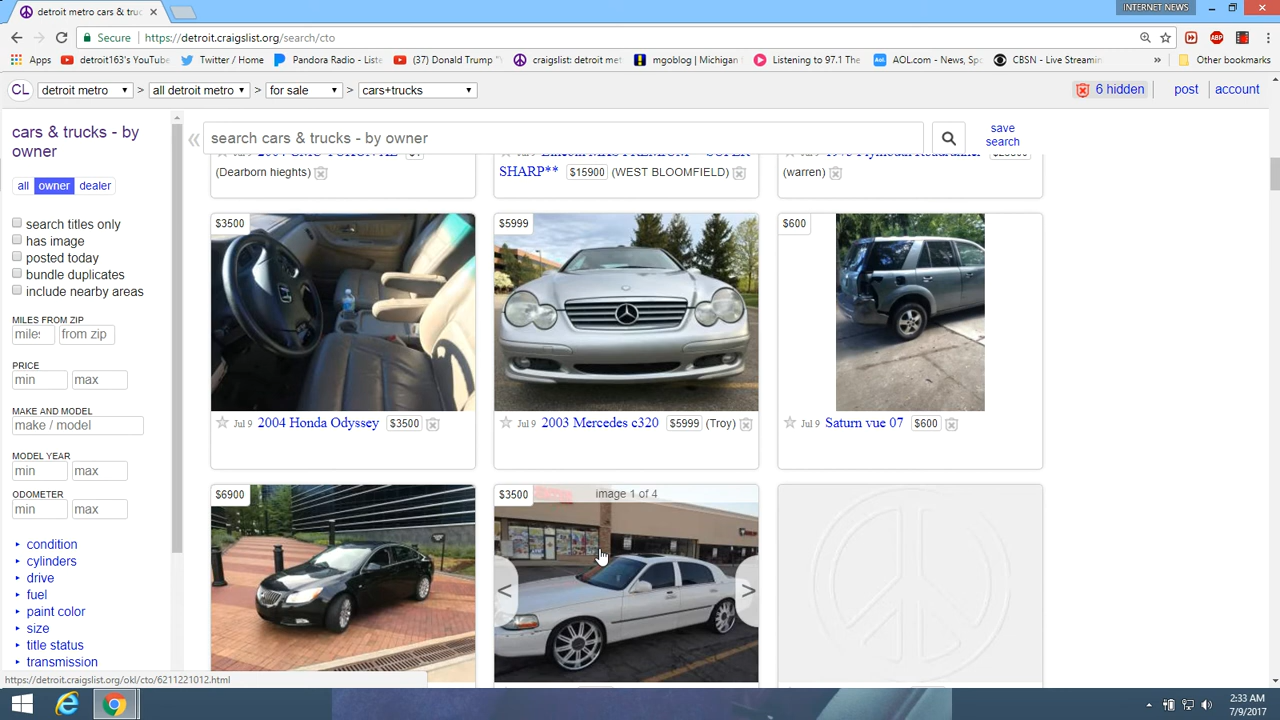 detroit metro cars & truc
INTERNET NEWS
Secure
https://detroit.craigslist.org/search/cto
Apps
detroit163's YouTube
Twitter / Home
Pandora Radio - Liste
(37) Donald Trump "
craigslist: detroit met
mgoblog | Michigan
Listening to 97.1 The
AOL.com - News, Spo
CBSN - Live Streamin
Other bookmarks
CL
detroit metro
>
all detroit metro
>
for sale
>
cars+trucks
6 hidden
post
account
cars & trucks - by
owner
search cars & trucks - by owner
save
search
all owner dealer
search titles only
has image
posted today
bundle duplicates
include nearby areas
MILES FROM ZIP
miles
from zip
PRICE
min
max
MAKE AND MODEL
make / model
MODEL YEAR
min
max
ODOMETER
min
max
condition
cylinders
drive
fuel
paint color
size
title status
transmission
(Dearborn hieghts)
SHARP** $15900 (WEST BLOOMFIELD)
(warren)
$3500
Jul 9 2004 Honda Odyssey $3500
$5999
Jul 9 2003 Mercedes c320 $5999 (Troy)
$600
Jul 9 Saturn vue 07 $600
$6900
$3500
image 1 of 4
<
>
https://detroit.craigslist.org/okl/cto/6211221012.html
2:33 AM
7/9/2017